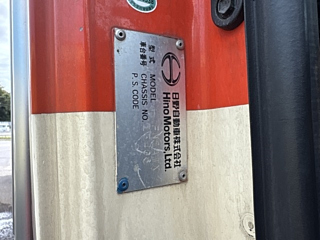 日野自動車株式会社
Hino Motors, Ltd.
型式 MODEL
車台番号 CHASSIS NO.
P. S. CODE